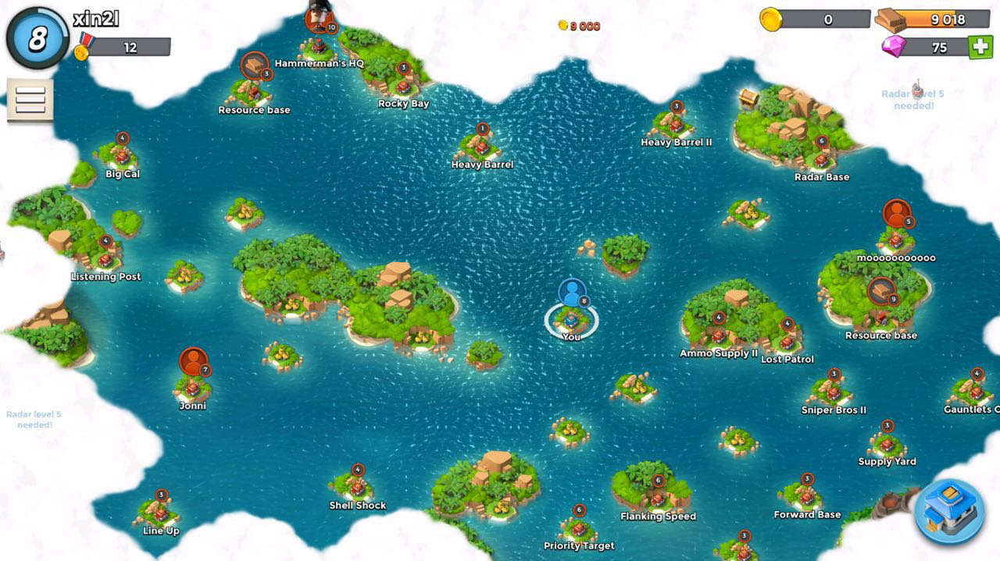 8
xin2l
12
9 000
0
9 018
75
10
Hammerman's HQ
3
Resource base
3
Rocky Bay
Radar level 5
needed!
1
Heavy Barrel
3
Heavy Barrel II
6
Radar Base
4
Big Cal
4
Listening Post
5
mooooooooooo
8
You
9
Resource base
4
Ammo Supply II
4
Lost Patrol
7
Jonni
3
Sniper Bros II
4
Gauntlets
Radar level 5
needed!
3
Supply Yard
4
Shell Shock
3
Line Up
6
Flanking Speed
3
Forward Base
6
Priority Target
3